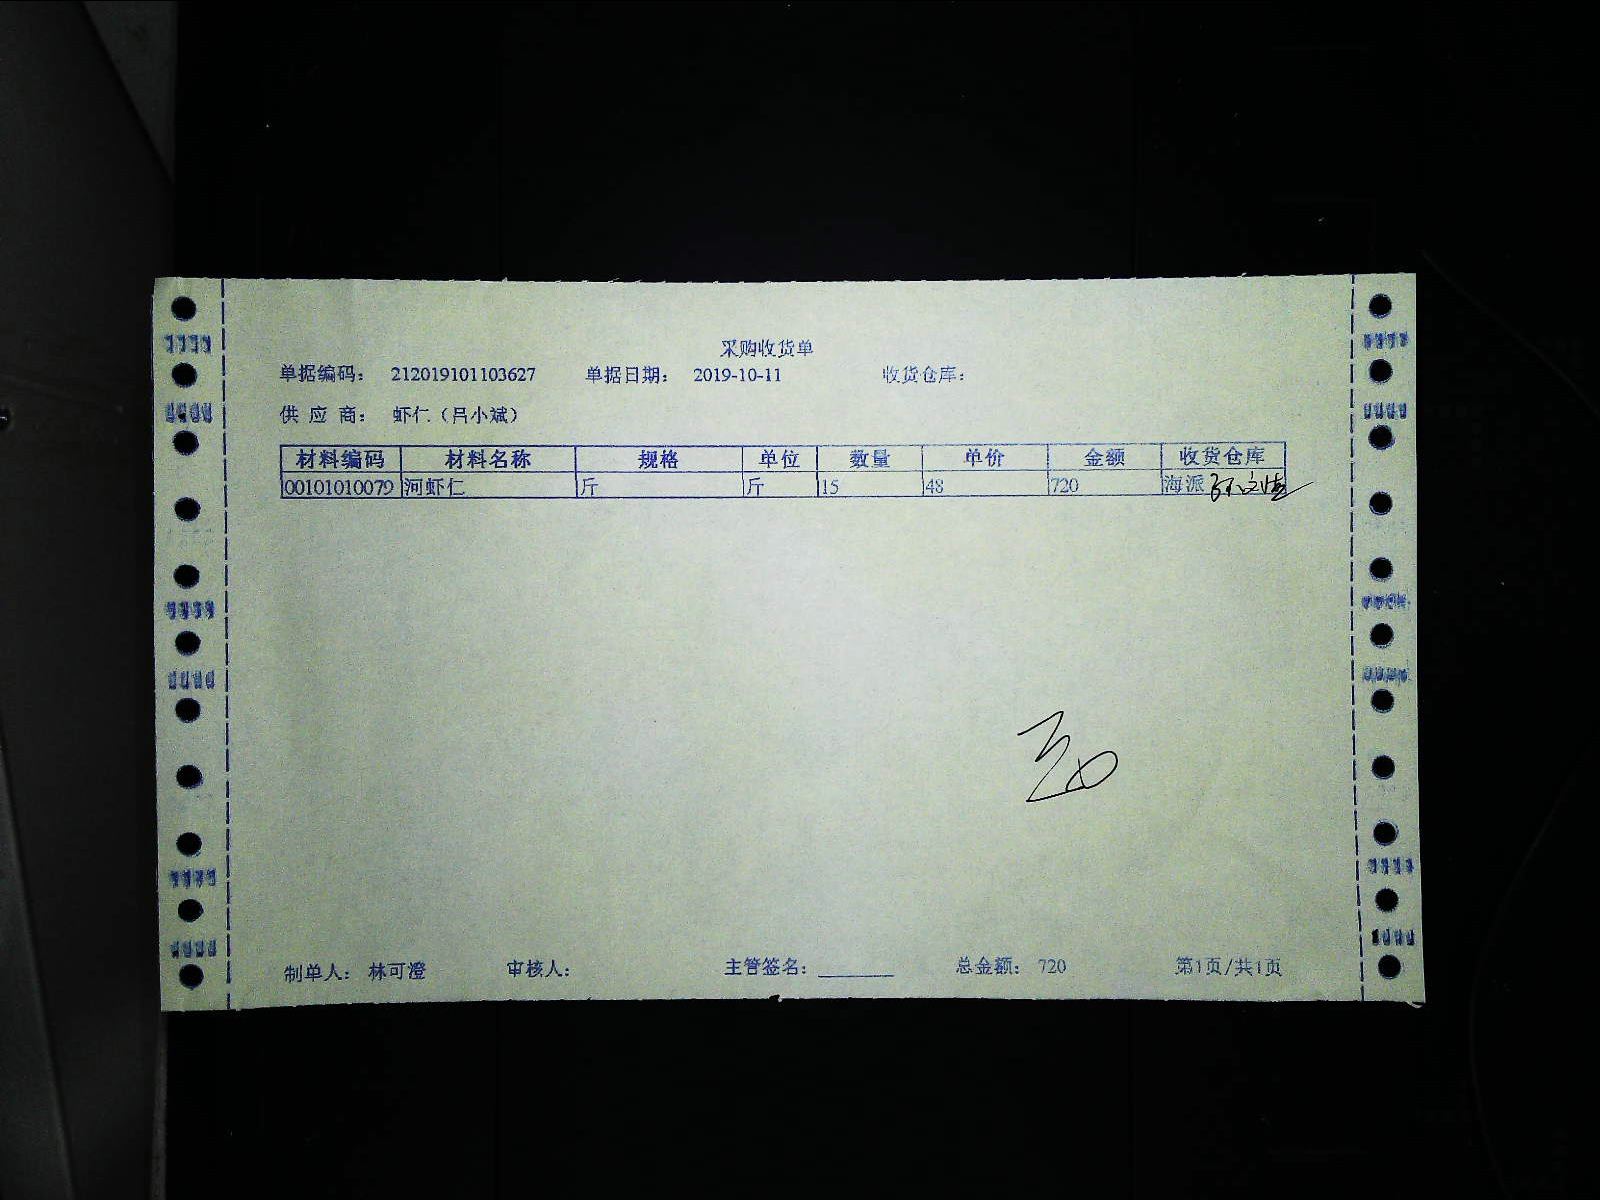 采购收货单
单据编码： 212019101103627 单据日期： 2019-10-11 收货仓库：
供 应 商： 虾仁（吕小斌）
材料编码 材料名称 规格 单位 数量 单价 金额 收货仓库
00101010079 河虾仁 斤 斤 15 48 720 海派
制单人： 林可澄 审核人： 主管签名：________ 总金额： 720 第1页/共1页